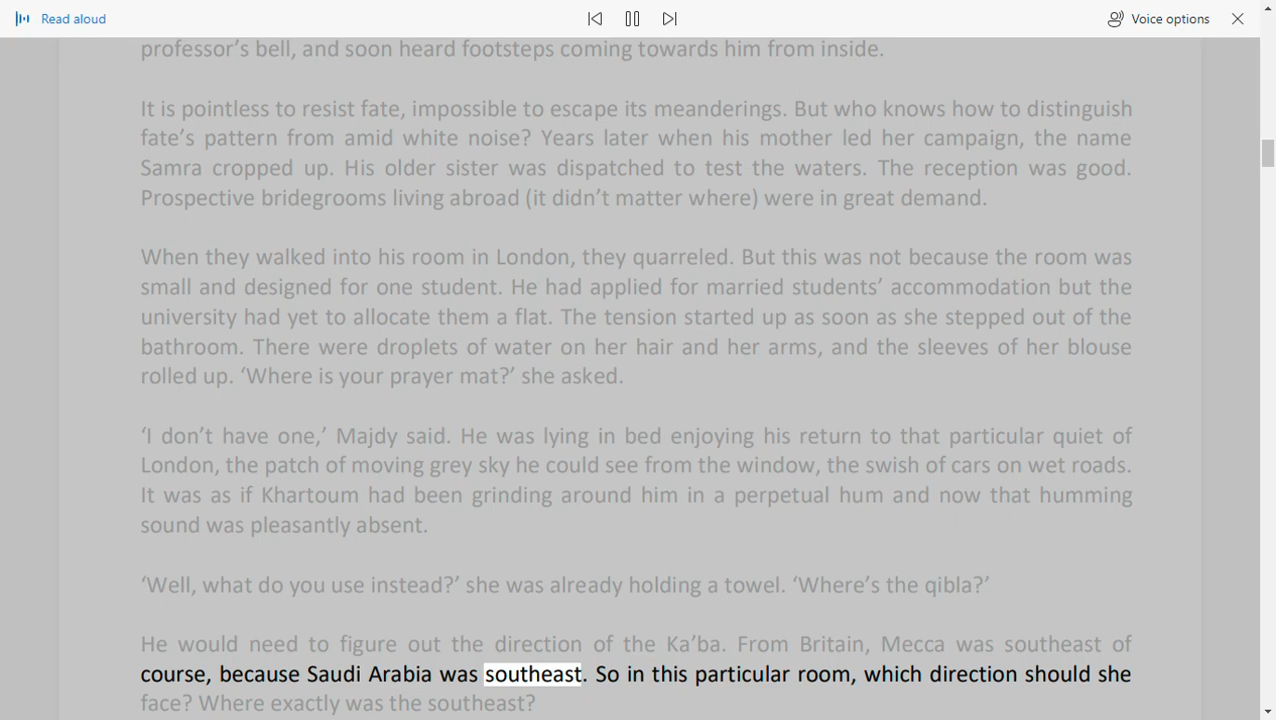 Read aloud
Voice options
professor’s bell, and soon heard footsteps coming towards him from inside.
It is pointless to resist fate, impossible to escape its meanderings. But who knows how to distinguish
fate’s pattern from amid white noise? Years later when his mother led her campaign, the name
Samra cropped up. His older sister was dispatched to test the waters. The reception was good.
Prospective bridegrooms living abroad (it didn’t matter where) were in great demand.
When they walked into his room in London, they quarreled. But this was not because the room was
small and designed for one student. He had applied for married students’ accommodation but the
university had yet to allocate them a flat. The tension started up as soon as she stepped out of the
bathroom. There were droplets of water on her hair and her arms, and the sleeves of her blouse
rolled up. ‘Where is your prayer mat?’ she asked.
‘I don’t have one,’ Majdy said. He was lying in bed enjoying his return to that particular quiet of
London, the patch of moving grey sky he could see from the window, the swish of cars on wet roads.
It was as if Khartoum had been grinding around him in a perpetual hum and now that humming
sound was pleasantly absent.
‘Well, what do you use instead?’ she was already holding a towel. ‘Where’s the qibla?’
He would need to figure out the direction of the Ka’ba. From Britain, Mecca was southeast of
course, because Saudi Arabia was southeast. So in this particular room, which direction should she
face? Where exactly was the southeast?